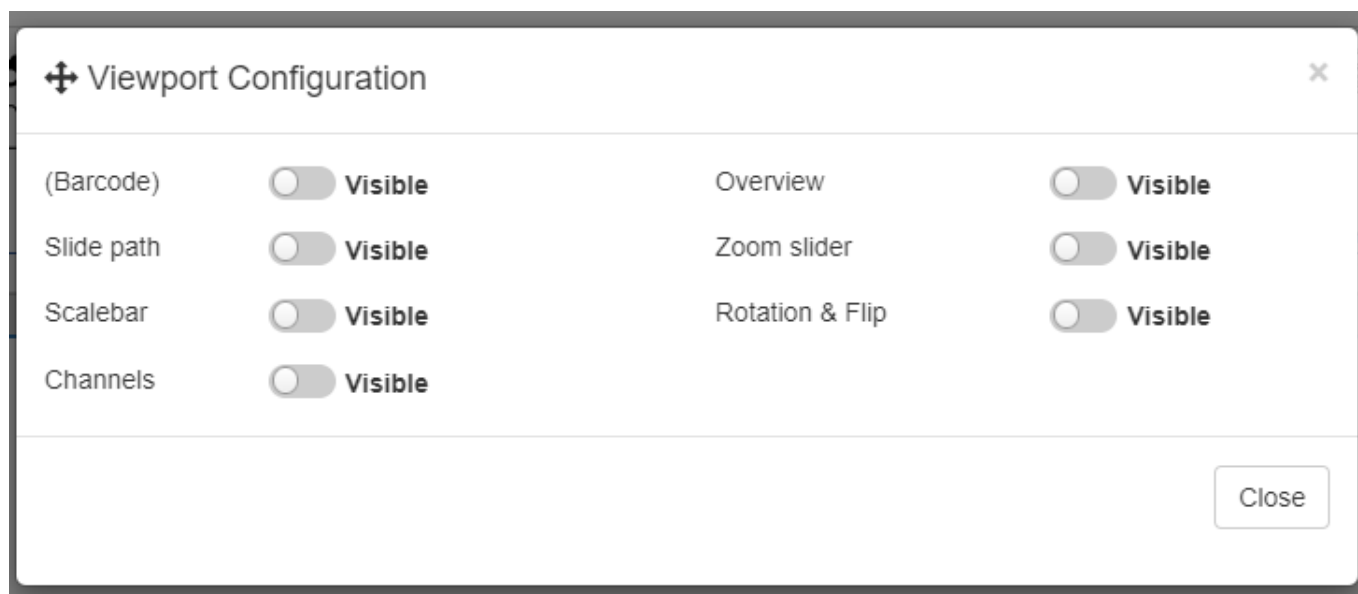 Viewport Configuration ×
(Barcode) Visible Overview Visible
Slide path Visible Zoom slider Visible
Scalebar Visible Rotation & Flip Visible
Channels Visible
Close